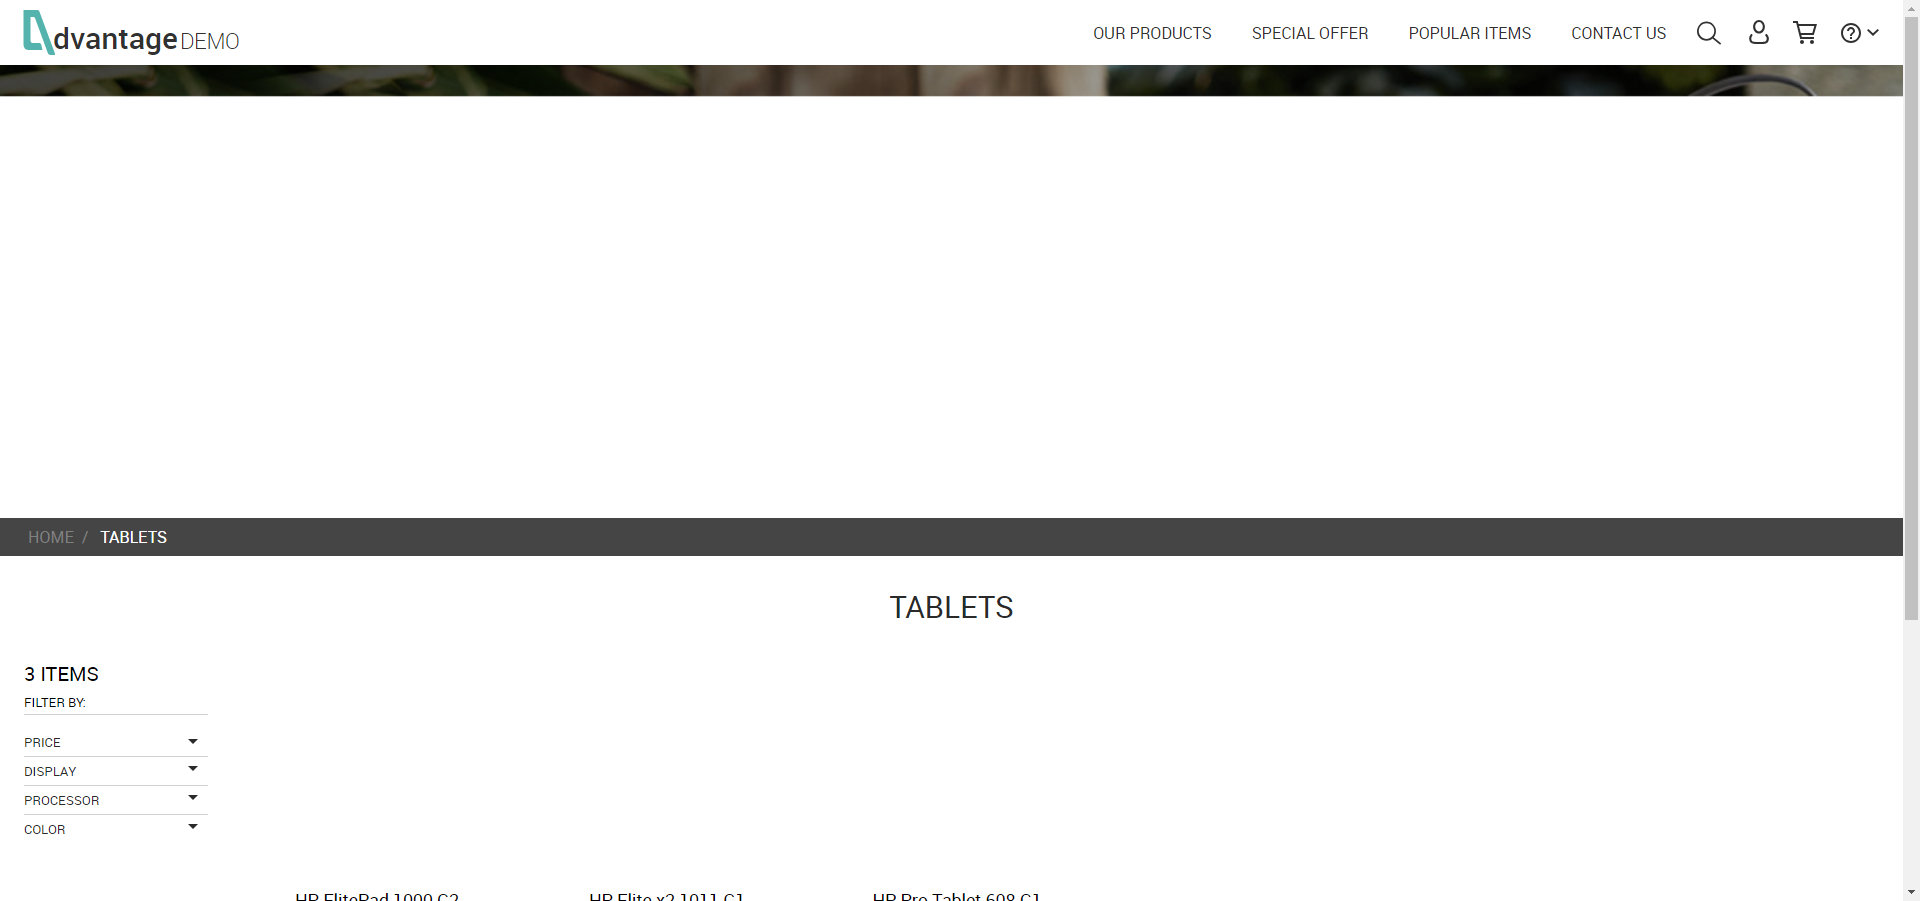 dvantage DEMO
OUR PRODUCTS SPECIAL OFFER POPULAR ITEMS CONTACT US
HOME / TABLETS
TABLETS
3 ITEMS
FILTER BY:
PRICE
DISPLAY
PROCESSOR
COLOR
HP ElitePad 1000 G2 HP Elite x2 1011 G1 HP Pro Tablet 608 G1